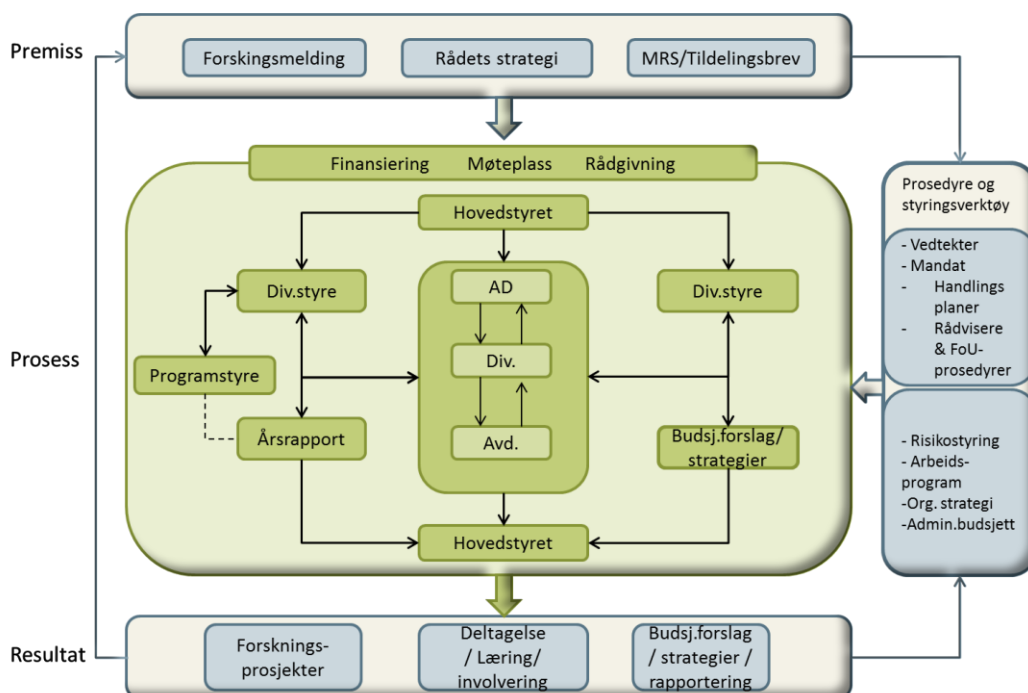 Premiss
Forskingsmelding
Rådets strategi
MRS/Tildelingsbrev
Finansiering Møteplass Rådgivning
Hovedstyret
Div.styre
AD
Div.styre
Prosess
Programstyre
Div.
Årsrapport
Avd.
Budsj.forslag/
strategier
Hovedstyret
Prosedyre og
styringsverktøy
- Vedtekter
- Mandat
- Handlings
planer
- Rådvisere
& FoU-
prosedyrer
- Risikostyring
- Arbeids-
program
-Org. strategi
-Admin.budsjett
Resultat
Forsknings-
prosjekter
Deltagelse
/ Læring/
involvering
Budsj.forslag
/ strategier /
rapportering